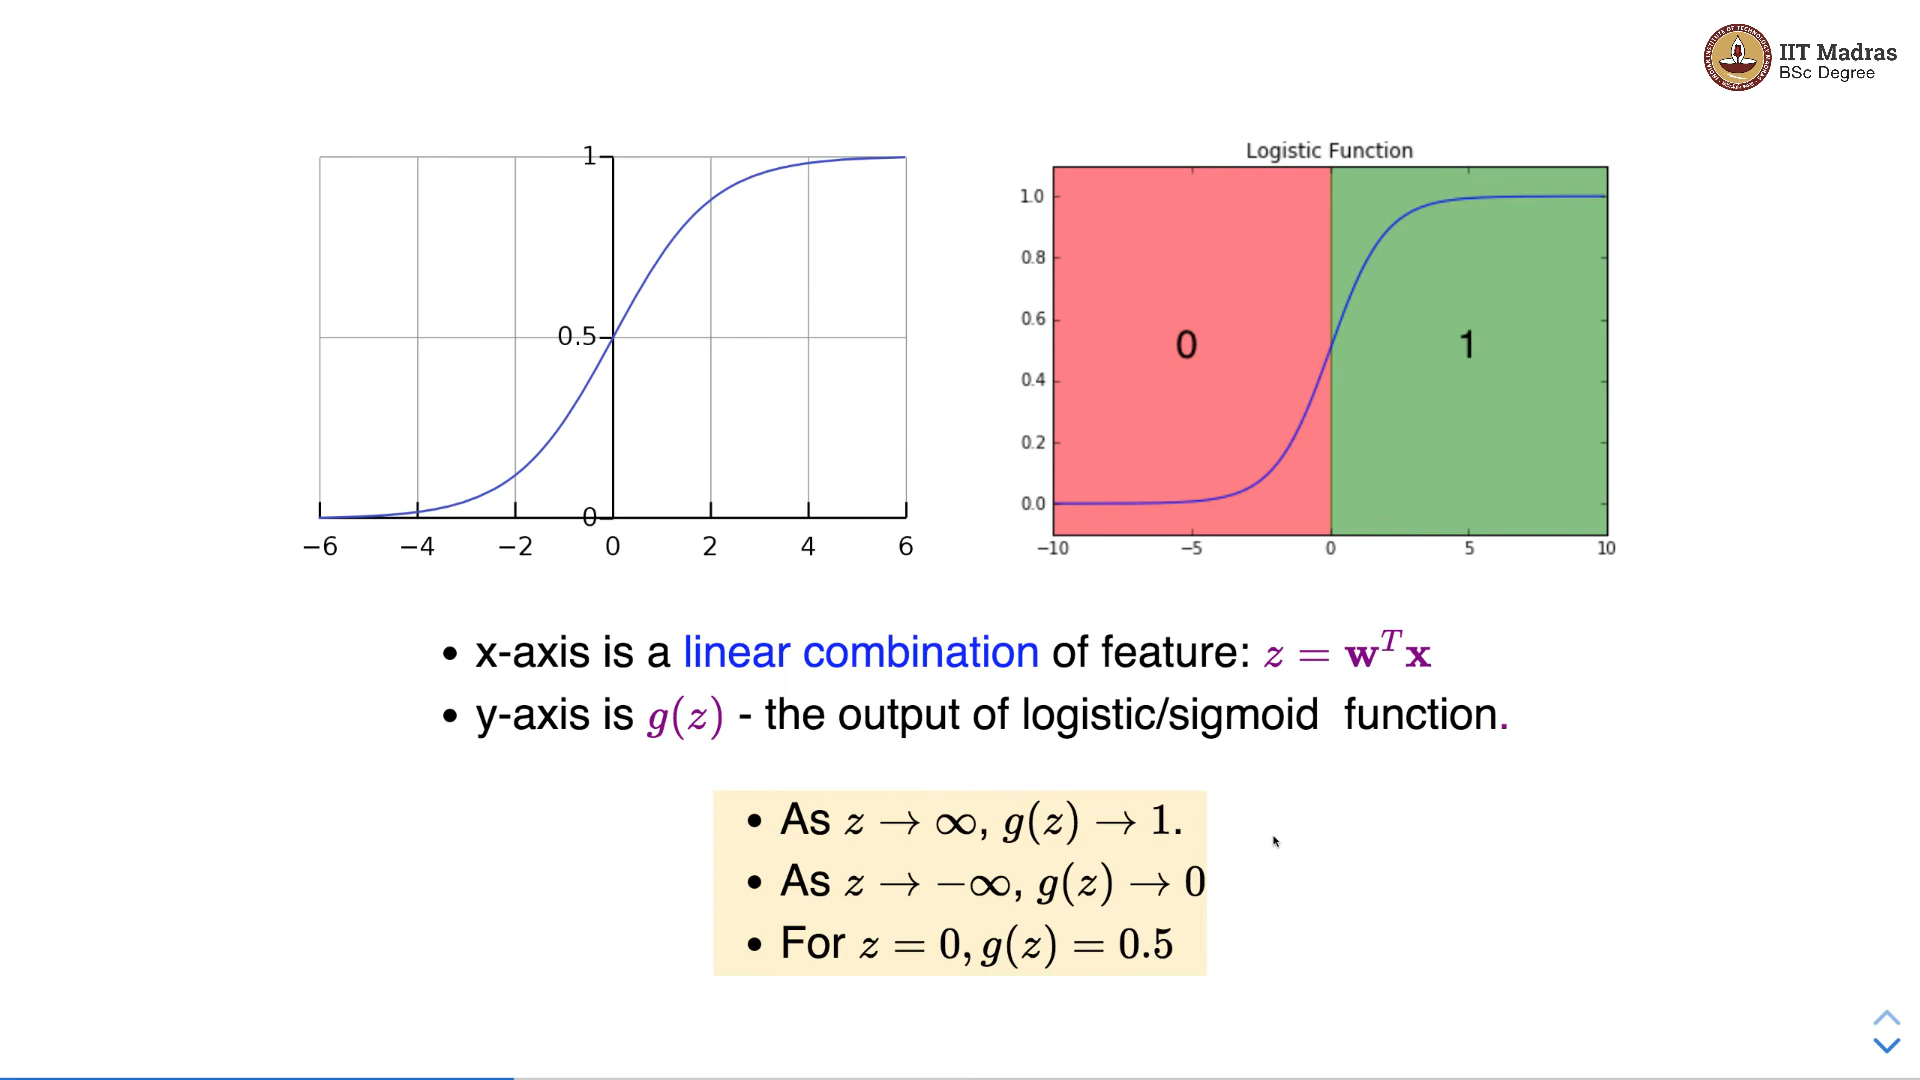 IIT Madras
BSc Degree
1
0.5
0
−6 −4 −2 0 2 4 6
Logistic Function
1.0
0.8
0.6
0.4
0.2
0.0
0 1
−10 −5 0 5 10
• x-axis is a linear combination of feature: z = w^T x
• y-axis is g(z) - the output of logistic/sigmoid function.
• As z → ∞, g(z) → 1.
• As z → −∞, g(z) → 0
• For z = 0, g(z) = 0.5